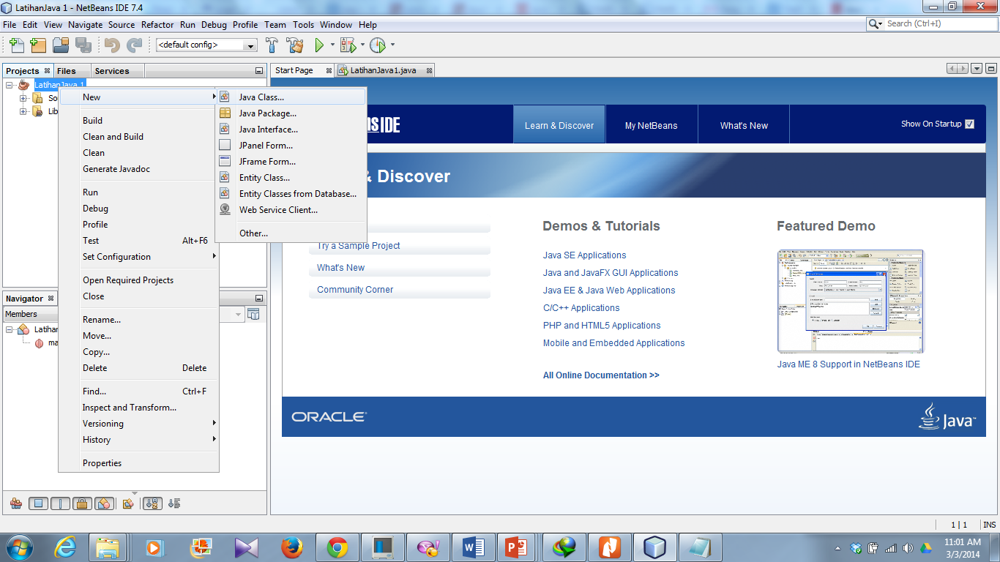 LatihanJava 1 - NetBeans IDE 7.4
File Edit View Navigate Source Refactor Run Debug Profile Team Tools Window Help
Search (Ctrl+I)
<default config>
Projects Files Services
Start Page LatihanJava1.java
LatihanJava 1
So
Lib
New
Build
Clean and Build
Clean
Generate Javadoc
Run
Debug
Profile
Test Alt+F6
Set Configuration
Open Required Projects
Close
Rename...
Move...
Copy...
Delete Delete
Find... Ctrl+F
Inspect and Transform...
Versioning
History
Properties
Java Class...
Java Package...
Java Interface...
JPanel Form...
JFrame Form...
Entity Class...
Entity Classes from Database...
Web Service Client...
Other...
Navigator
Members
Latihan
ma
IDE
Learn & Discover My NetBeans What's New Show On Startup
& Discover
Try a Sample Project
What's New
Community Corner
Demos & Tutorials
Java SE Applications
Java and JavaFX GUI Applications
Java EE & Java Web Applications
C/C++ Applications
PHP and HTML5 Applications
Mobile and Embedded Applications
All Online Documentation >>
Featured Demo
Java ME 8 Support in NetBeans IDE
ORACLE
Java
1 | 1 INS
11:01 AM
3/3/2014